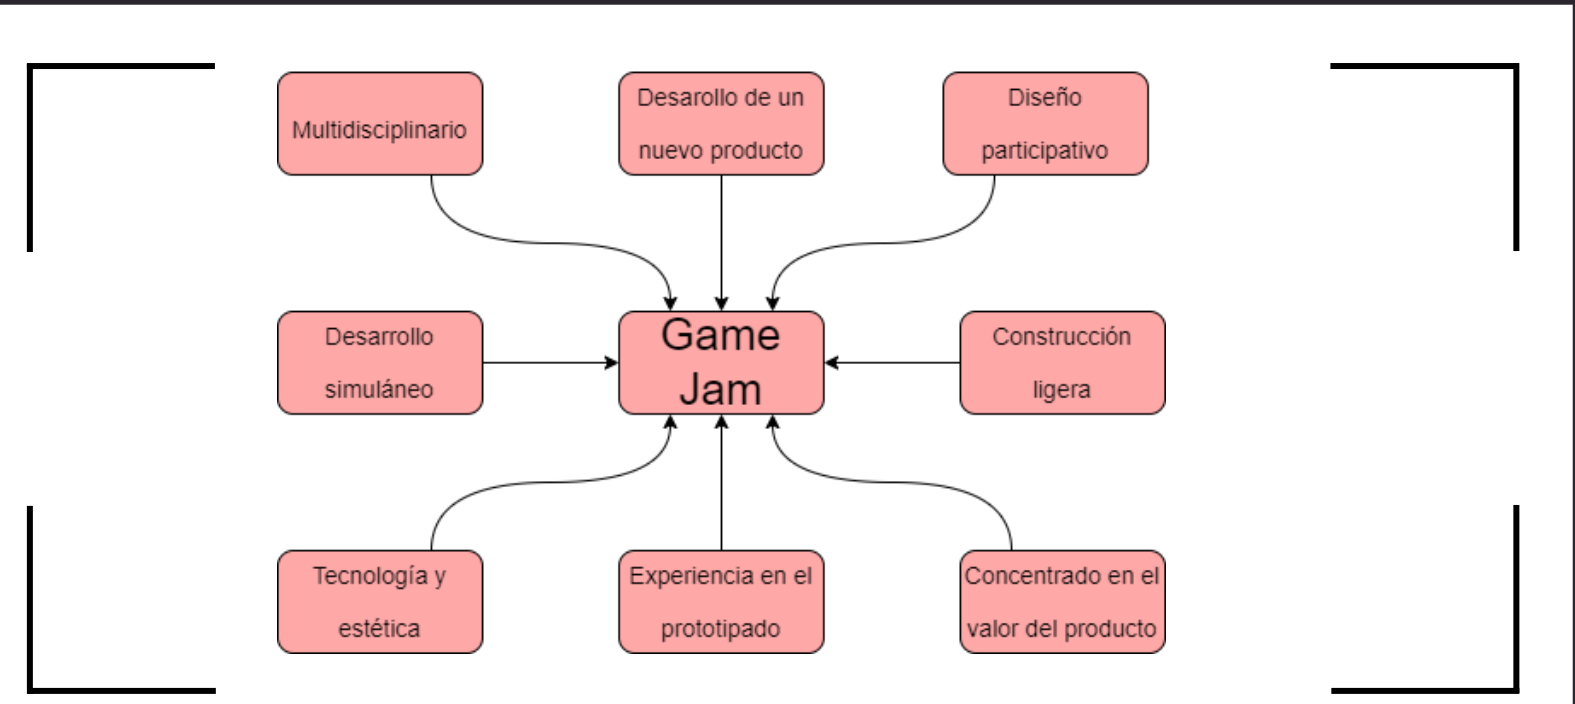 Multidisciplinario
Desarollo de un
nuevo producto
Diseño
participativo
Desarrollo
simuláneo
Game
Jam
Construcción
ligera
Tecnología y
estética
Experiencia en el
prototipado
Concentrado en el
valor del producto